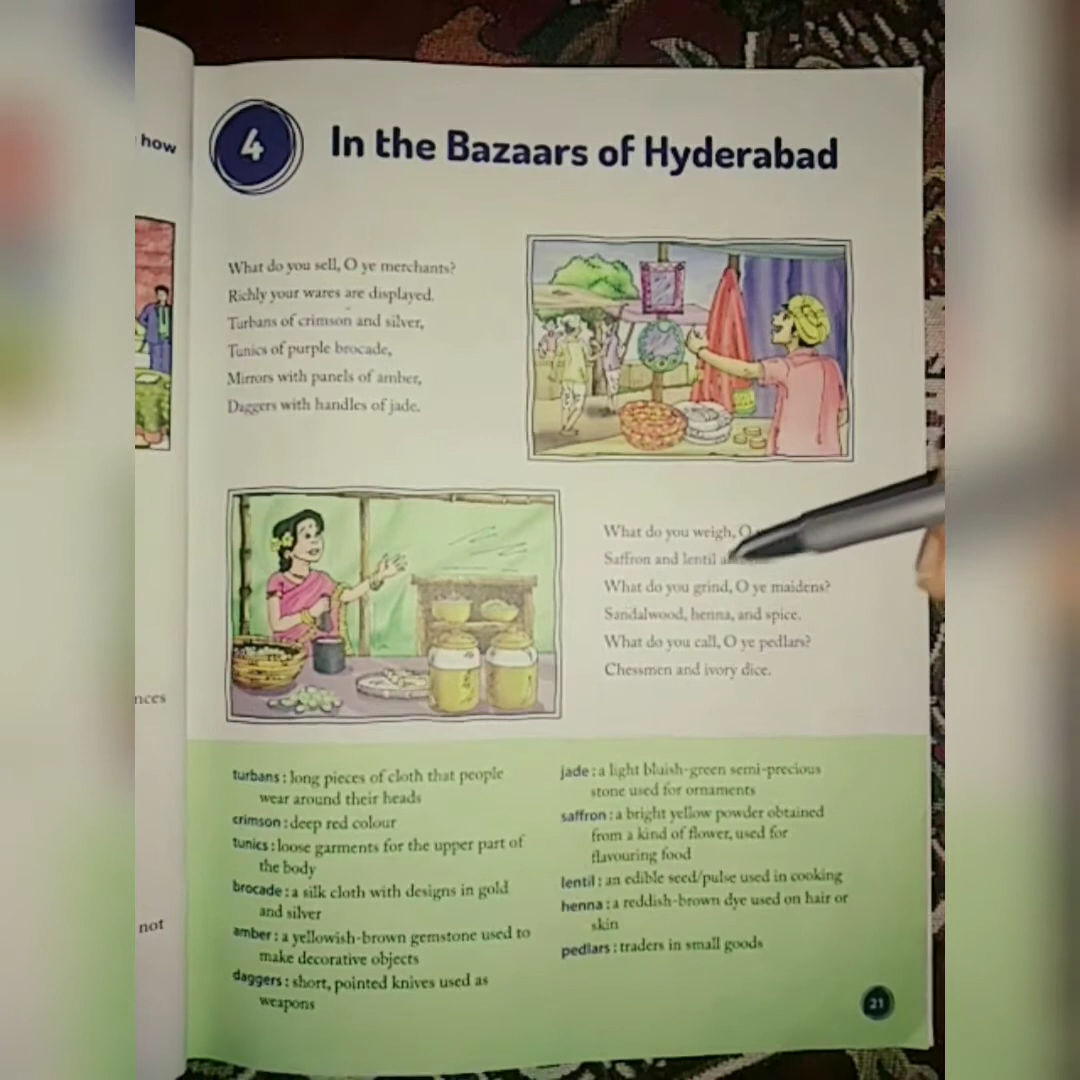 how
4
In the Bazaars of Hyderabad
What do you sell, O ye merchants?
Richly your wares are displayed.
Turbans of crimson and silver,
Tunics of purple brocade,
Mirrors with panels of amber,
Daggers with handles of jade.
What do you weigh, O
Saffron and lentil
What do you grind, O ye maidens?
Sandalwood, henna, and spice.
What do you call, O ye pedlars?
Chessmen and ivory dice.
nces
not
turbans : long pieces of cloth that people
wear around their heads
crimson : deep red colour
tunics : loose garments for the upper part of
the body
brocade : a silk cloth with designs in gold
and silver
amber : a yellowish-brown gemstone used to
make decorative objects
daggers : short, pointed knives used as
weapons
jade : a light bluish-green semi-precious
stone used for ornaments
saffron : a bright yellow powder obtained
from a kind of flower, used for
flavouring food
lentil : an edible seed/pulse used in cooking
henna : a reddish-brown dye used on hair or
skin
pedlars : traders in small goods
21